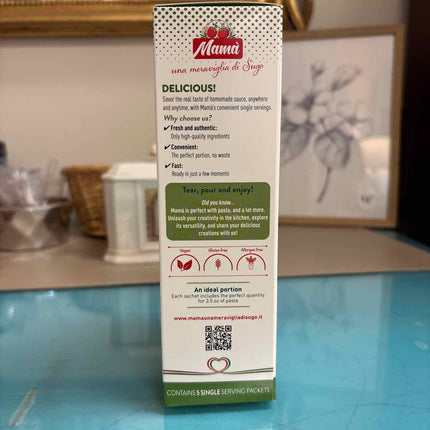 Mamà
una meraviglia di Sugo
DELICIOUS!
Savor the real taste of homemade sauce, anywhere
and anytime, with Mamà's convenient single servings.
Why choose us?
✓ Fresh and authentic:
Only high-quality ingredients
✓ Convenient:
The perfect portion, no waste
✓ Fast:
Ready in just a few moments
Tear, pour and enjoy!
Did you know...
Mamà is perfect with pasta, and a lot more.
Unleash your creativity in the kitchen, explore
its versatility, and share your delicious
creations with us!
Vegan Gluten Free Allergen Free
An ideal portion
Each sachet includes the perfect quantity
for 3.5 oz of pasta
www.mamaunameravigliadisugo.it
CONTAINS 5 SINGLE SERVING PACKETS